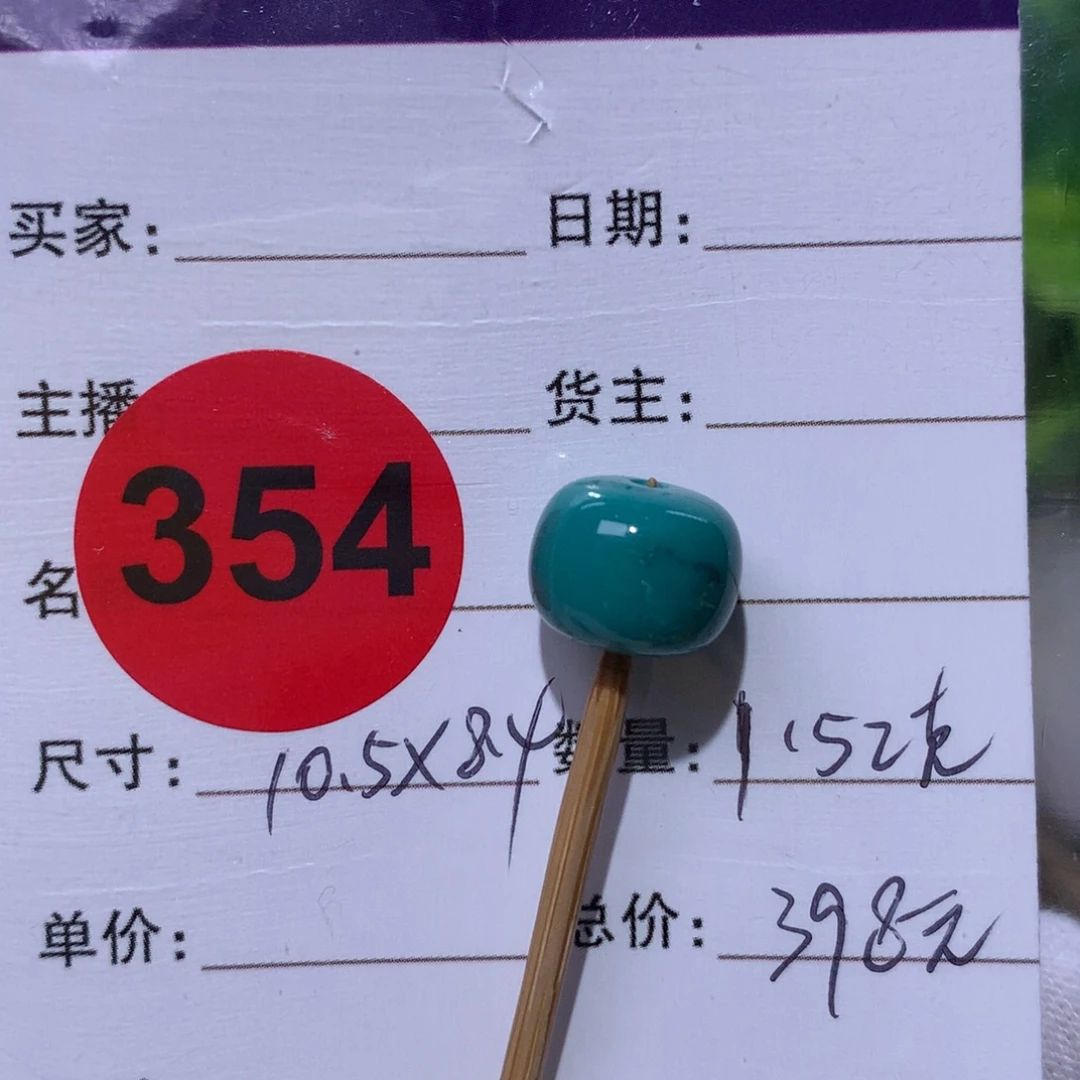 买家： 日期：
主播 货主：
354
名
尺寸： 10.5X8.4 数量： 1.52克
单价： 总价： 398元